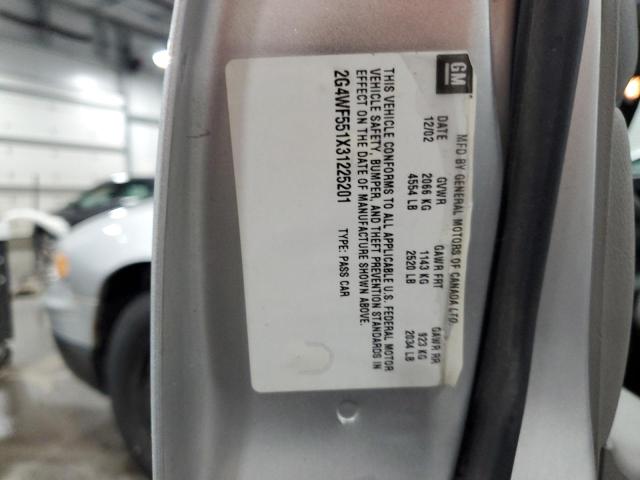 GM
MFD BY GENERAL MOTORS OF CANADA LTD.
DATE GVWR GAWR FRT GAWR RR
12/02 2066 KG 1143 KG 923 KG
4554 LB 2520 LB 2034 LB
THIS VEHICLE CONFORMS TO ALL APPLICABLE U.S. FEDERAL MOTOR
VEHICLE SAFETY, BUMPER, AND THEFT PREVENTION STANDARDS IN
EFFECT ON THE DATE OF MANUFACTURE SHOWN ABOVE.
2G4WF551X31225201 TYPE: PASS CAR